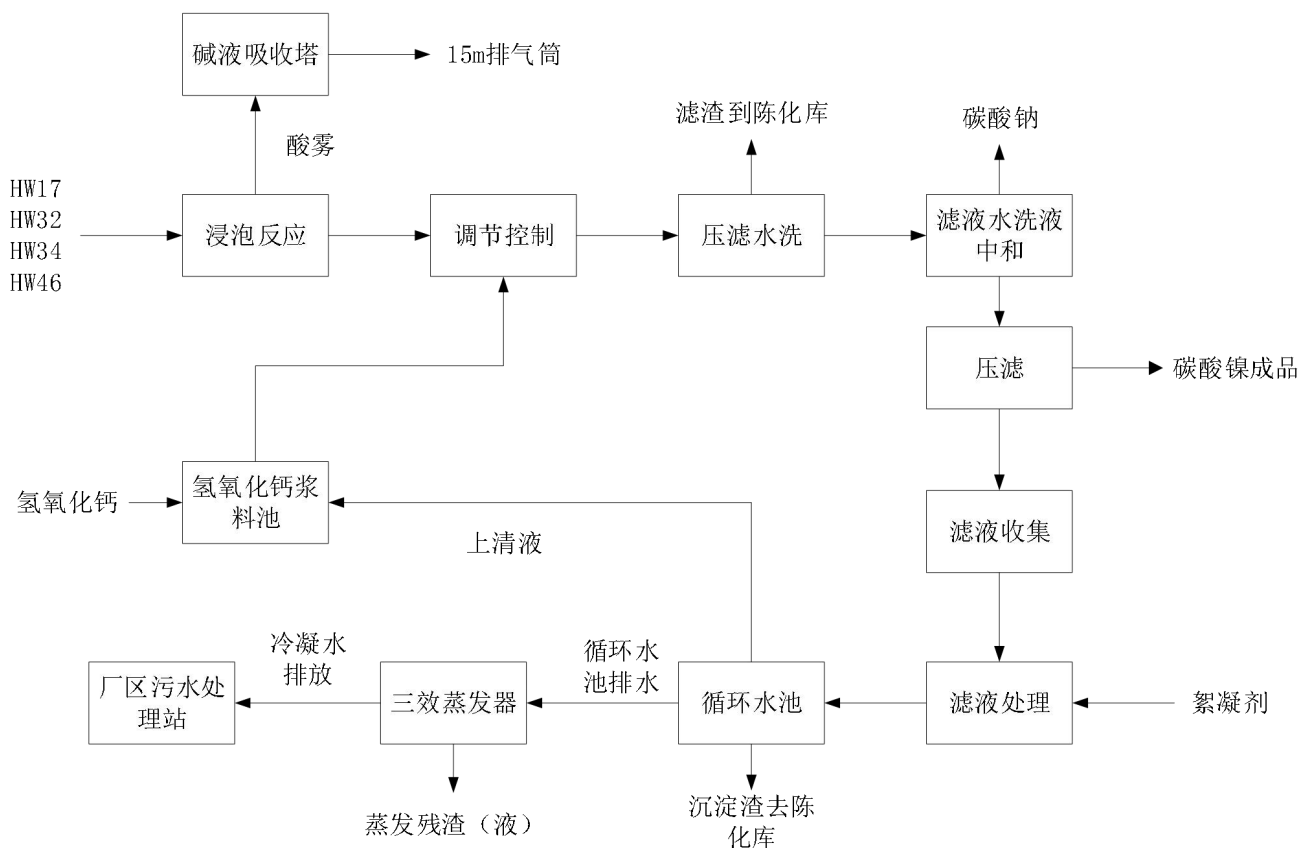 碱液吸收塔
15m排气筒
酸雾
滤渣到陈化库
碳酸钠
HW17
HW32
HW34
HW46
浸泡反应
调节控制
压滤水洗
滤液水洗液
中和
压滤
碳酸镍成品
氢氧化钙
氢氧化钙浆
料池
上清液
滤液收集
厂区污水处
理站
冷凝水
排放
三效蒸发器
循环水
池排水
循环水池
滤液处理
絮凝剂
蒸发残渣（液）
沉淀渣去陈
化库